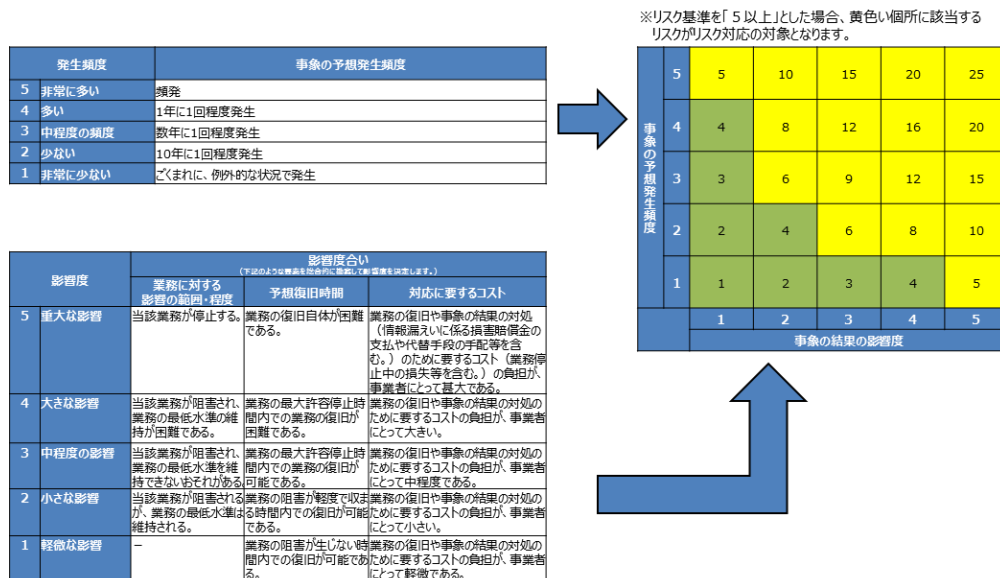 ※リスク基準を「５以上」とした場合、黄色い個所に該当する
リスクがリスク対応の対象となります。
発生頻度 事象の予想発生頻度
5 非常に多い 頻発
4 多い 1年に1回程度発生
3 中程度の頻度 数年に1回程度発生
2 少ない 10年に1回程度発生
1 非常に少ない ごくまれに、例外的な状況で発生
事象の予想発生頻度
5 5 10 15 20 25
4 4 8 12 16 20
3 3 6 9 12 15
2 2 4 6 8 10
1 1 2 3 4 5
1 2 3 4 5
事象の結果の影響度
影響度 影響度合い
(下記のような要素を総合的に勘案して影響度を決定します。)
業務に対する
影響の範囲・程度
予想復旧時間
対応に要するコスト
5 重大な影響
当該業務が停止する。
業務の復旧自体が困難
である。
業務の復旧や事象の結果の対処
（情報漏えいに係る損害賠償金の
支払や代替手段の手配等を含
む。）のために要するコスト（業務停
止中の損失等を含む。）の負担が、
事業者にとって甚大である。
4 大きな影響
当該業務が阻害され、
業務の最低水準の維
持が困難である。
業務の最大許容停止時
間内での業務の復旧が
困難である。
業務の復旧や事象の結果の対処の
ために要するコストの負担が、事業者
にとって大きい。
3 中程度の影響
当該業務が阻害され、
業務の最低水準を維
持できないおそれがある。
業務の最大許容停止時
間内での業務の復旧が
可能である。
業務の復旧や事象の結果の対処の
ために要するコストの負担が、事業者
にとって中程度である。
2 小さな影響
当該業務が阻害される
が、業務の最低水準は
維持される。
業務の阻害が軽度で収ま
る時間内での復旧が可能
である。
業務の復旧や事象の結果の対処の
ために要するコストの負担が、事業者
にとって小さい。
1 軽微な影響
－
業務の阻害が生じない時
間内での復旧が可能であ
る。
業務の復旧や事象の結果の対処の
ために要するコストの負担が、事業者
にとって軽微である。